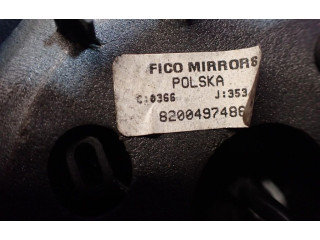 FICO MIRRORS
POLSKA
C:0366 J:353
8200497486